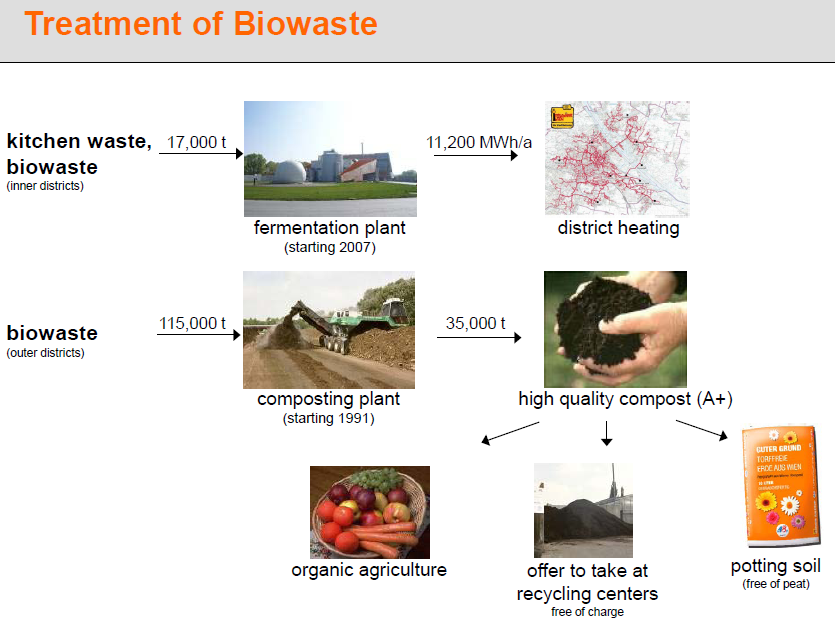 Treatment of Biowaste
kitchen waste,
biowaste
(inner districts)
17,000 t
11,200 MWh/a
fermentation plant
(starting 2007)
district heating
biowaste
(outer districts)
115,000 t
35,000 t
composting plant
(starting 1991)
high quality compost (A+)
GUTER GRUND
TORFFREIE
ERDE AUS WIEN
organic agriculture
offer to take at
recycling centers
free of charge
potting soil
(free of peat)